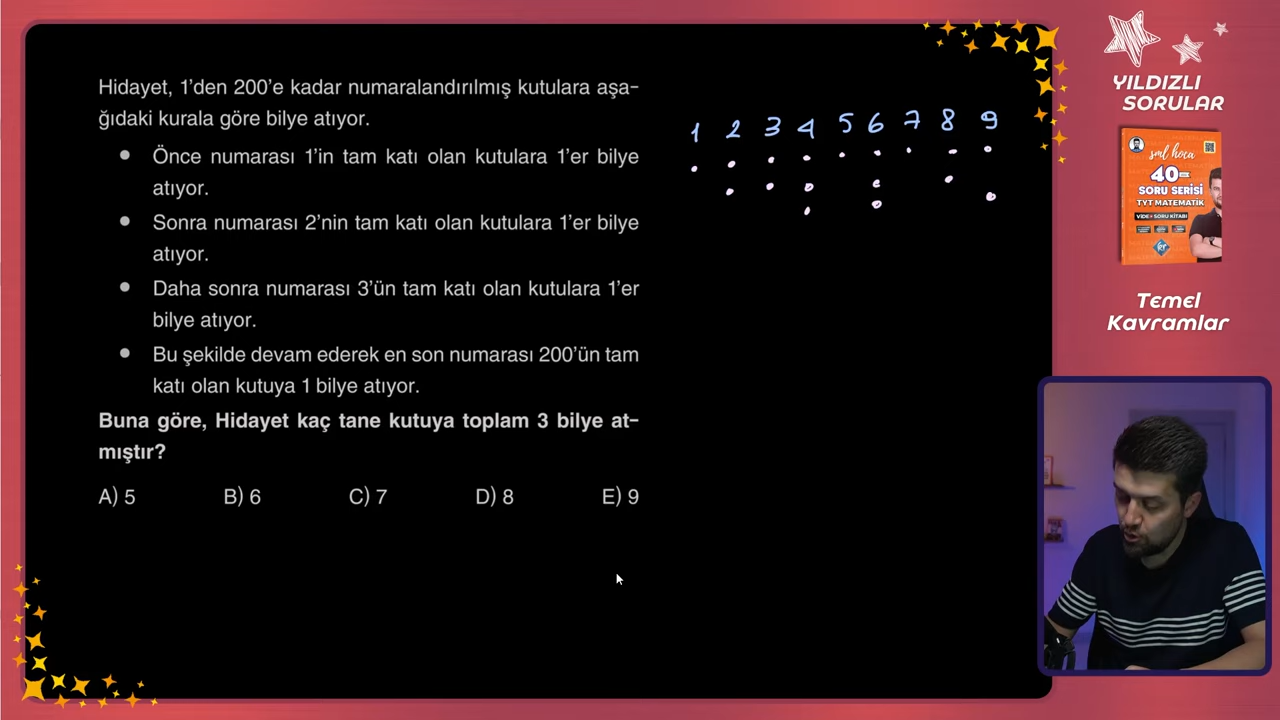 Hidayet, 1'den 200'e kadar numaralandırılmış kutulara aşa-
ğıdaki kurala göre bilye atıyor.
• Önce numarası 1'in tam katı olan kutulara 1'er bilye
atıyor.
• Sonra numarası 2'nin tam katı olan kutulara 1'er bilye
atıyor.
• Daha sonra numarası 3'ün tam katı olan kutulara 1'er
bilye atıyor.
• Bu şekilde devam ederek en son numarası 200'ün tam
katı olan kutuya 1 bilye atıyor.
Buna göre, Hidayet kaç tane kutuya toplam 3 bilye at-
mıştır?
A) 5 B) 6 C) 7 D) 8 E) 9
1 2 3 4 5 6 7 8 9
YILDIZLI
SORULAR
40
SORU SERİSİ
TYT MATEMATİK
VİDEO SORU KİTABI
Temel
Kavramlar